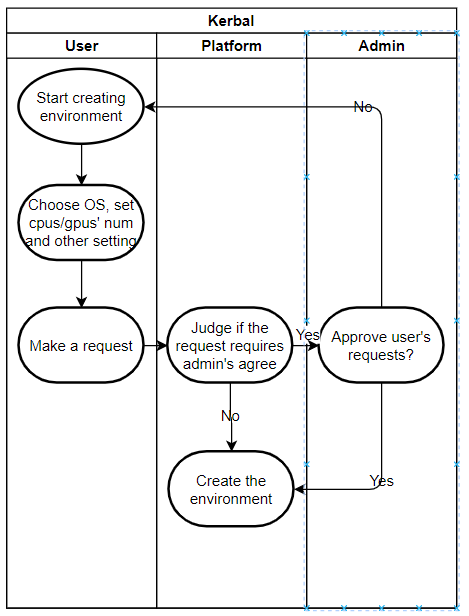 Kerbal
User
Platform
Admin
Start creating
environment
No
Choose OS, set
cpus/gpus' num
and other setting
Make a request
Judge if the
request requires
admin's agree
Yes
Approve user's
requests?
No
Create the
environment
Yes